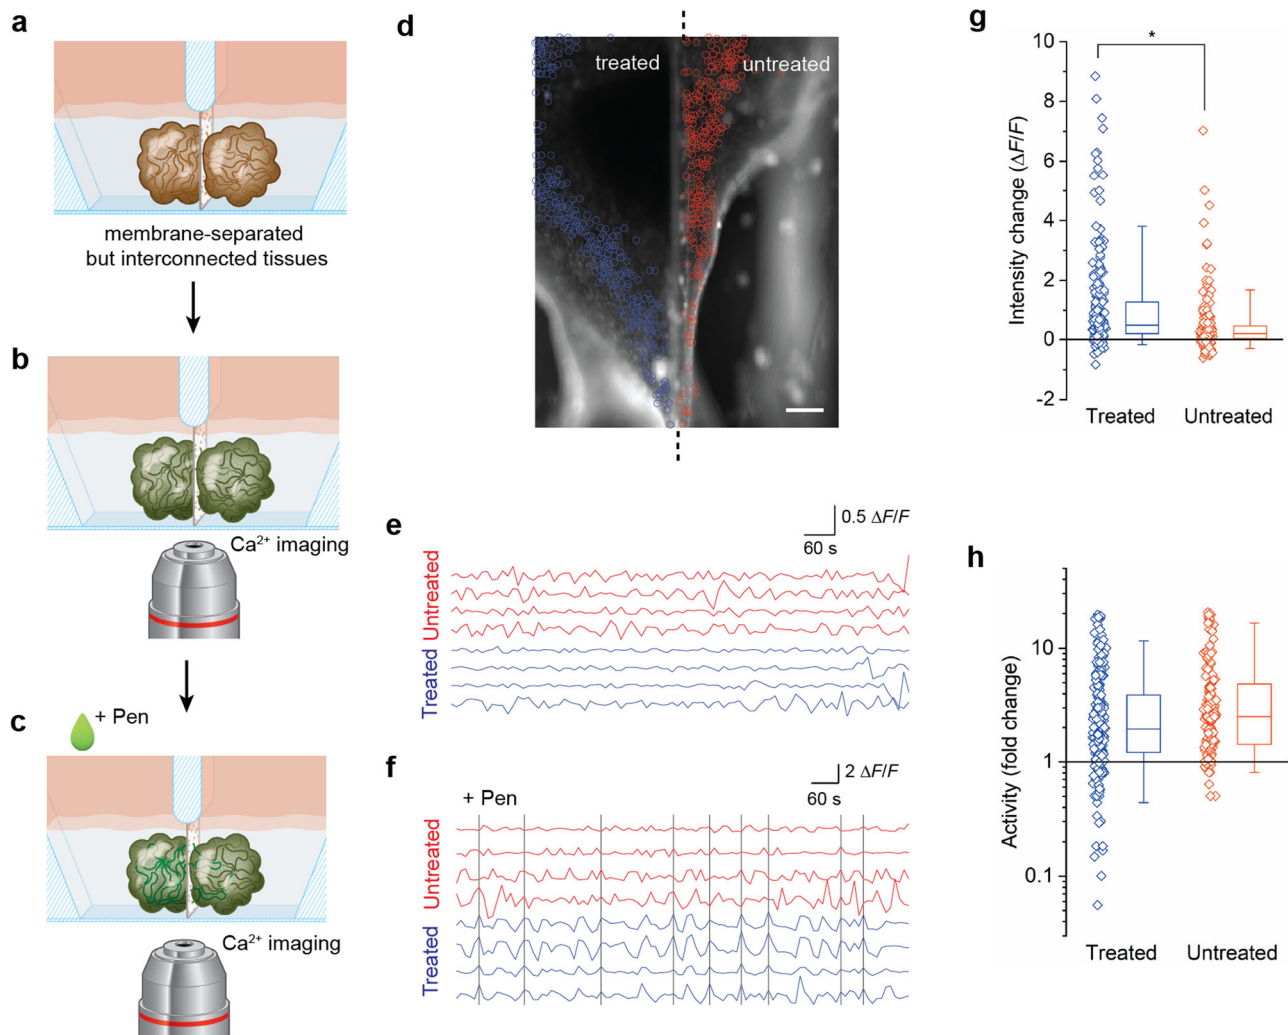 a
membrane-separated
but interconnected tissues
b
Ca²⁺ imaging
c
+ Pen
Ca²⁺ imaging
d
treated
untreated
e
0.5 ΔF/F
60 s
Untreated
Treated
f
2 ΔF/F
+ Pen
60 s
Untreated
Treated
g
*
10
8
6
4
2
0
-2
Intensity change (ΔF/F)
Treated
Untreated
h
10
1
0.1
Activity (fold change)
Treated
Untreated